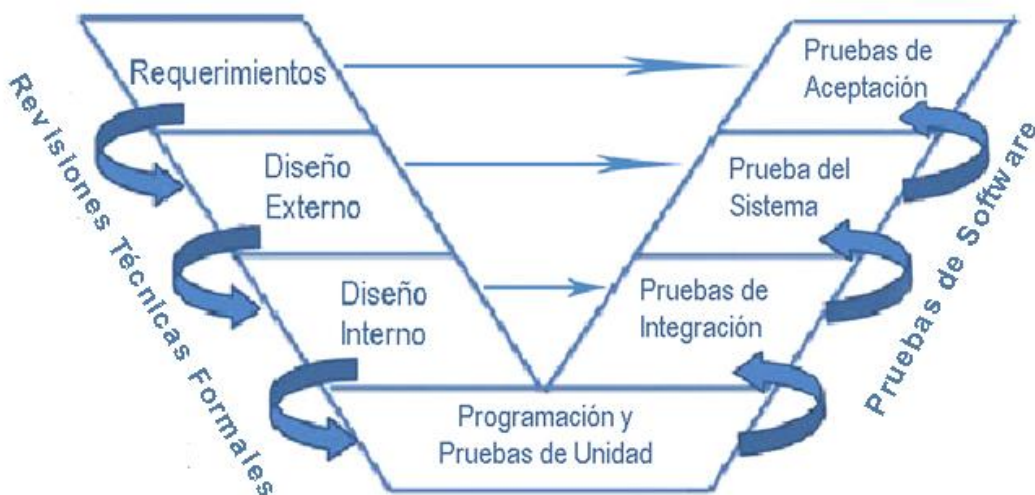 Requerimientos
Pruebas de
Aceptación
Diseño
Externo
Prueba del
Sistema
Diseño
Interno
Pruebas de
Integración
Programación y
Pruebas de Unidad
Revisiones Técnicas Formales
Pruebas de Software